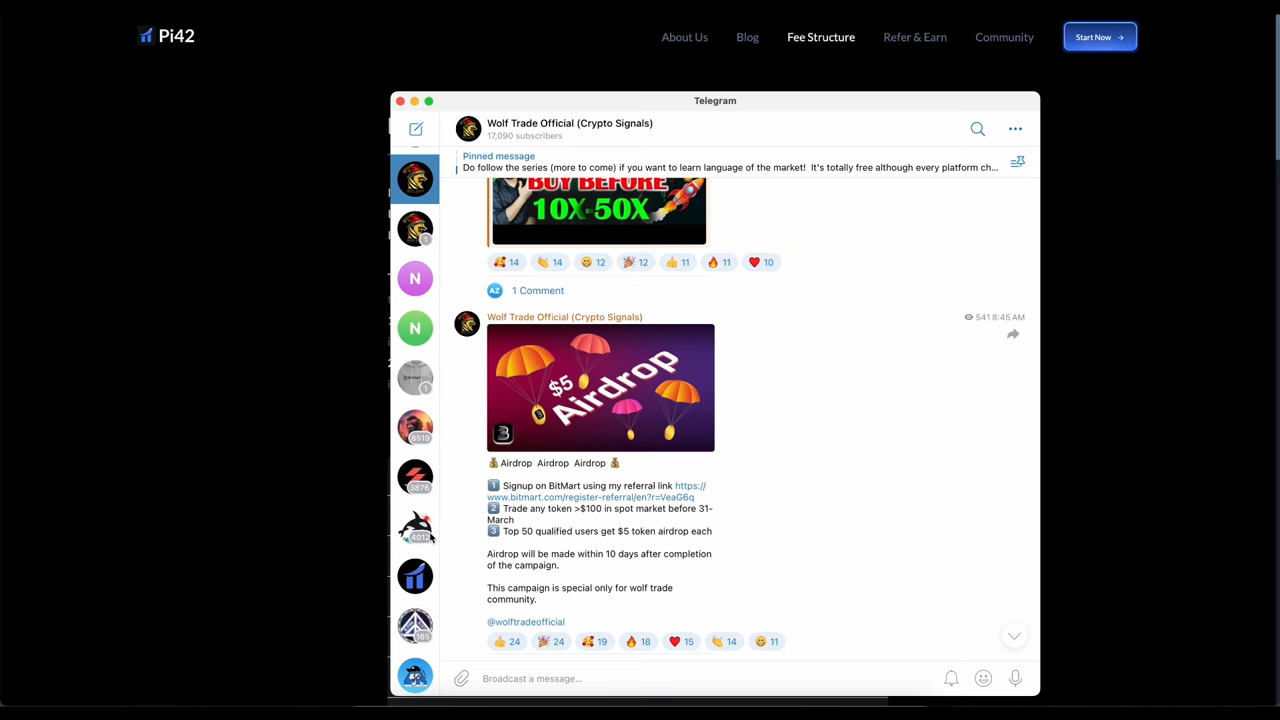 Pi42
About Us
Blog
Fee Structure
Refer & Earn
Community
Start Now →
Telegram
Wolf Trade Official (Crypto Signals)
17,090 subscribers
Pinned message
Do follow the series (more to come) if you want to learn language of the market! It's totally free although every platform ch...
BUY BEFORE
10X-50X
14
14
12
12
11
11
10
AZ
1 Comment
Wolf Trade Official (Crypto Signals)
541 8:45 AM
$5
Airdrop
💰Airdrop Airdrop Airdrop 💰
1️⃣ Signup on BitMart using my referral link https://
www.bitmart.com/register-referral/en?r=VeaG6q
2️⃣ Trade any token >$100 in spot market before 31-
March
3️⃣ Top 50 qualified users get $5 token airdrop each
Airdrop will be made within 10 days after completion
of the campaign.
This campaign is special only for wolf trade
community.
@wolftradeofficial
24
24
19
18
15
14
11
Broadcast a message...
1
N
N
1
8519
3876
4012
165